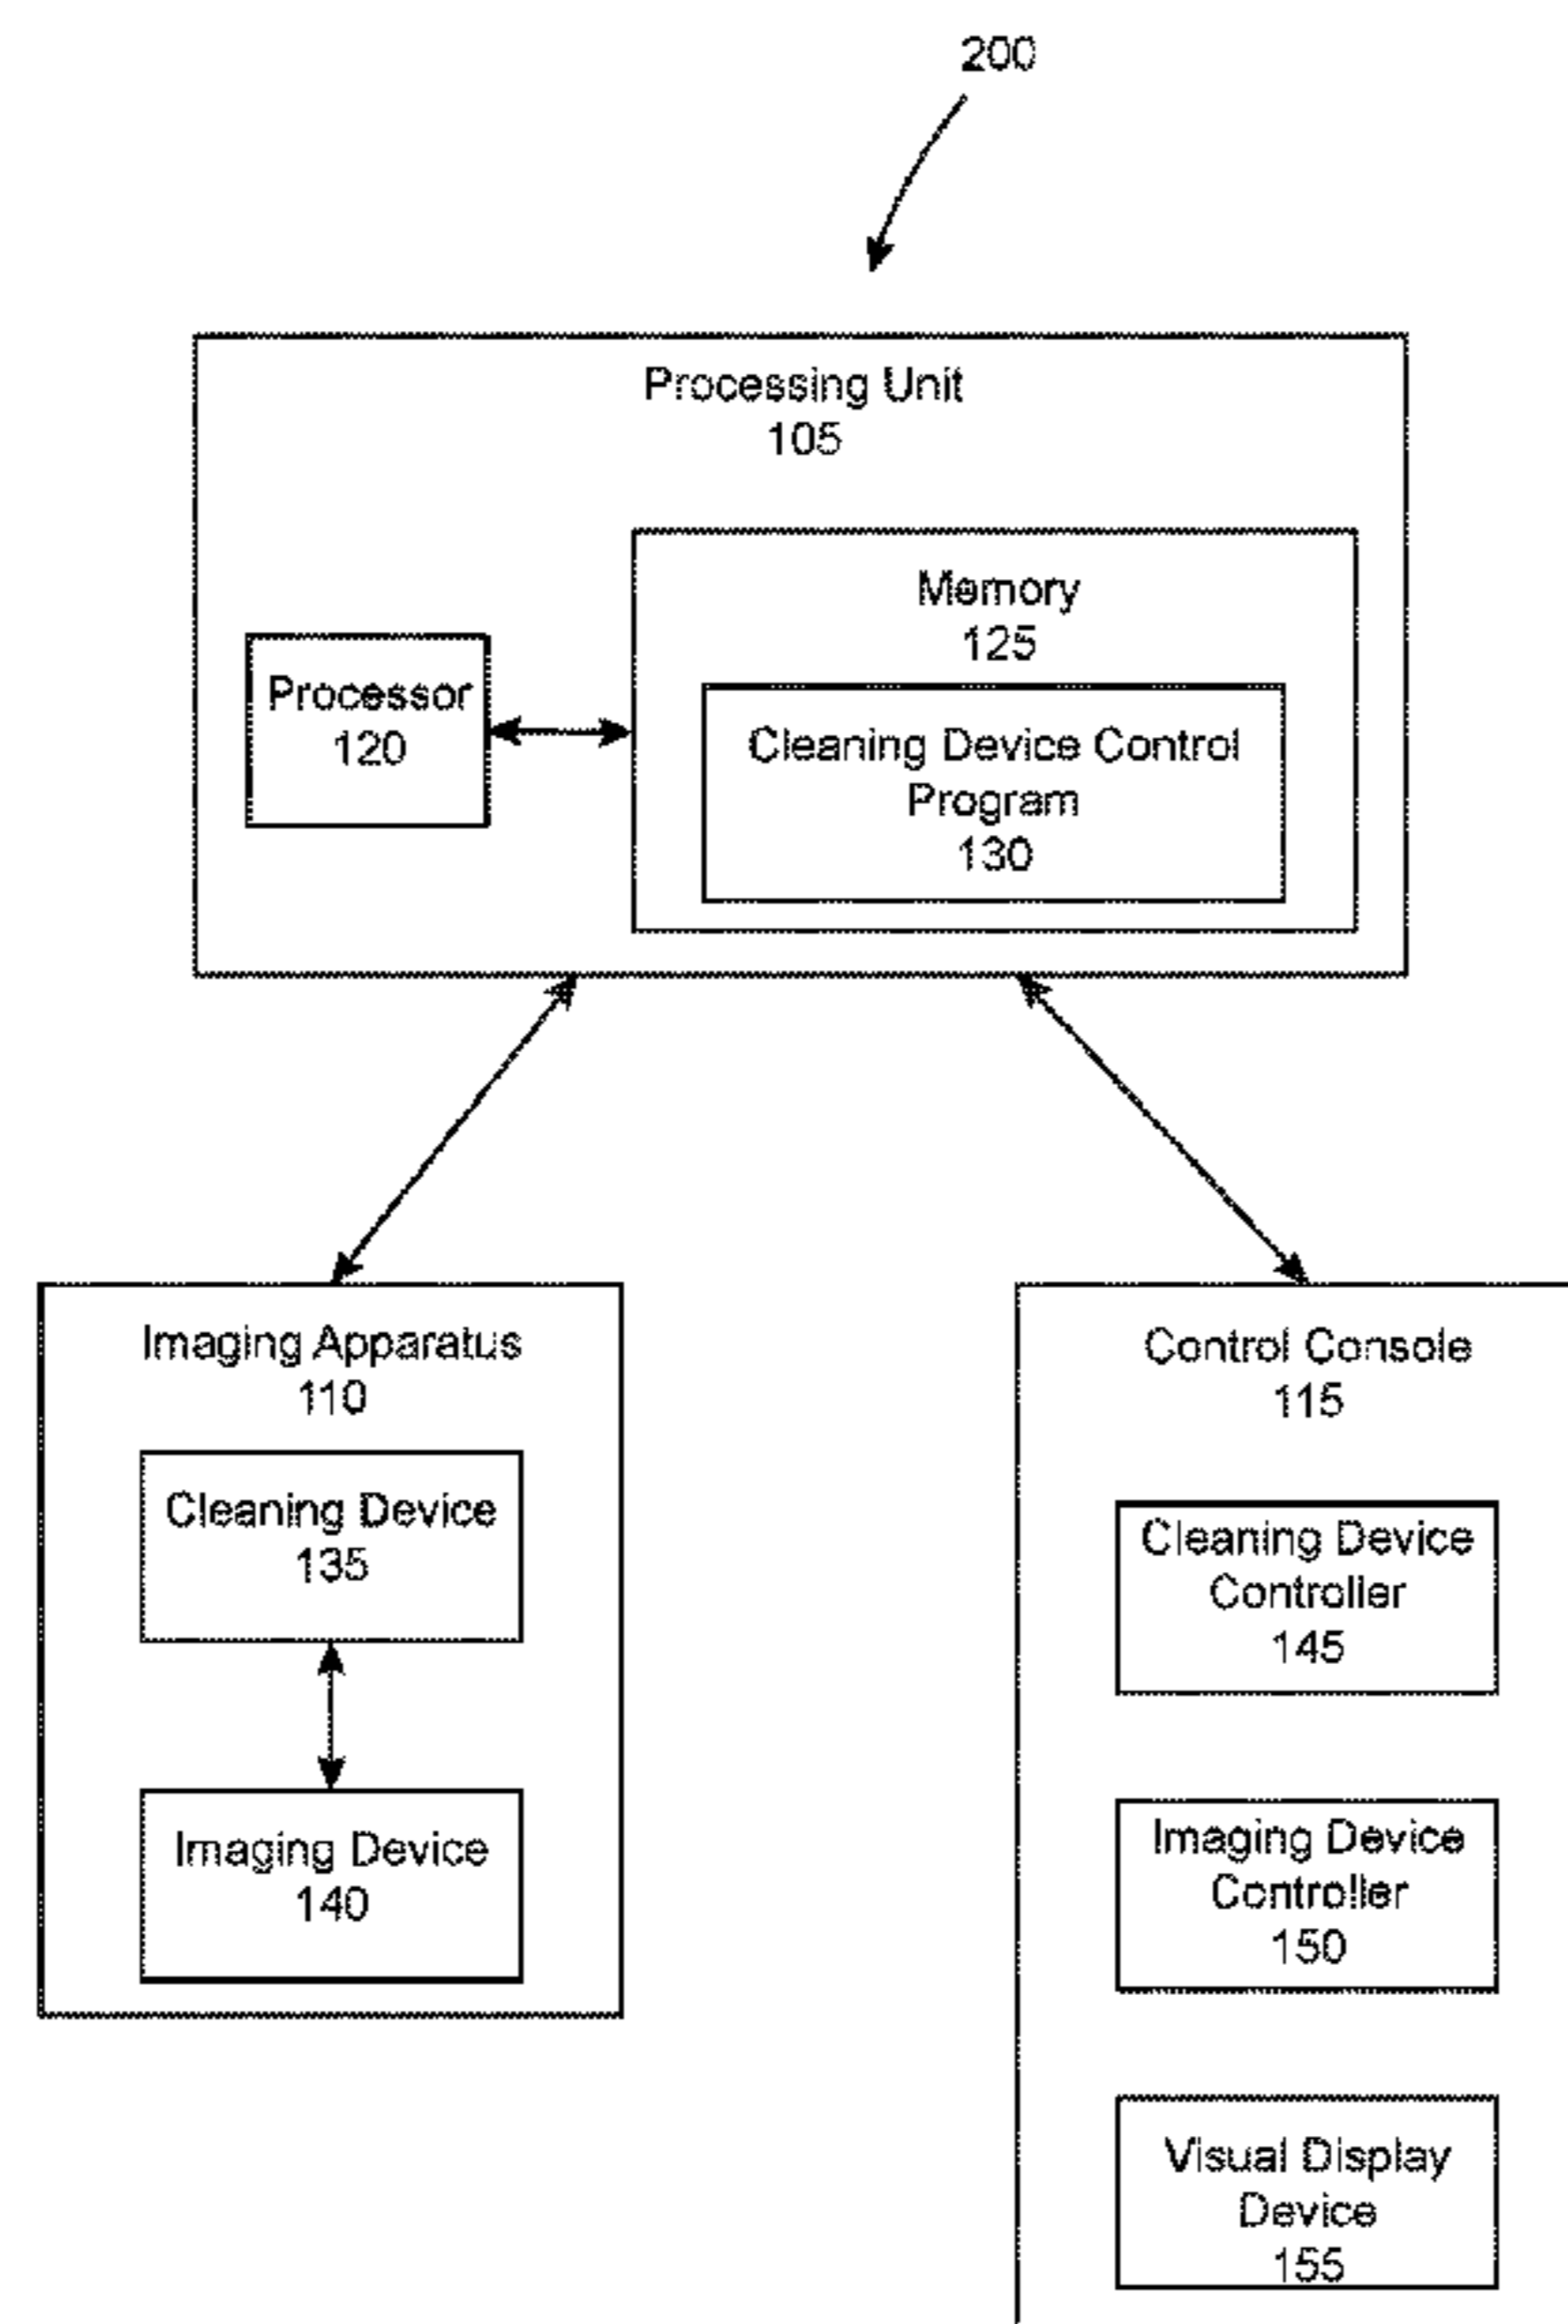 200
Processing Unit
105
Memory
125
Processor
120
Cleaning Device Control
Program
130
Imaging Apparatus
110
Cleaning Device
135
Imaging Device
140
Control Console
115
Cleaning Device
Controller
145
Imaging Device
Controller
150
Visual Display
Device
155